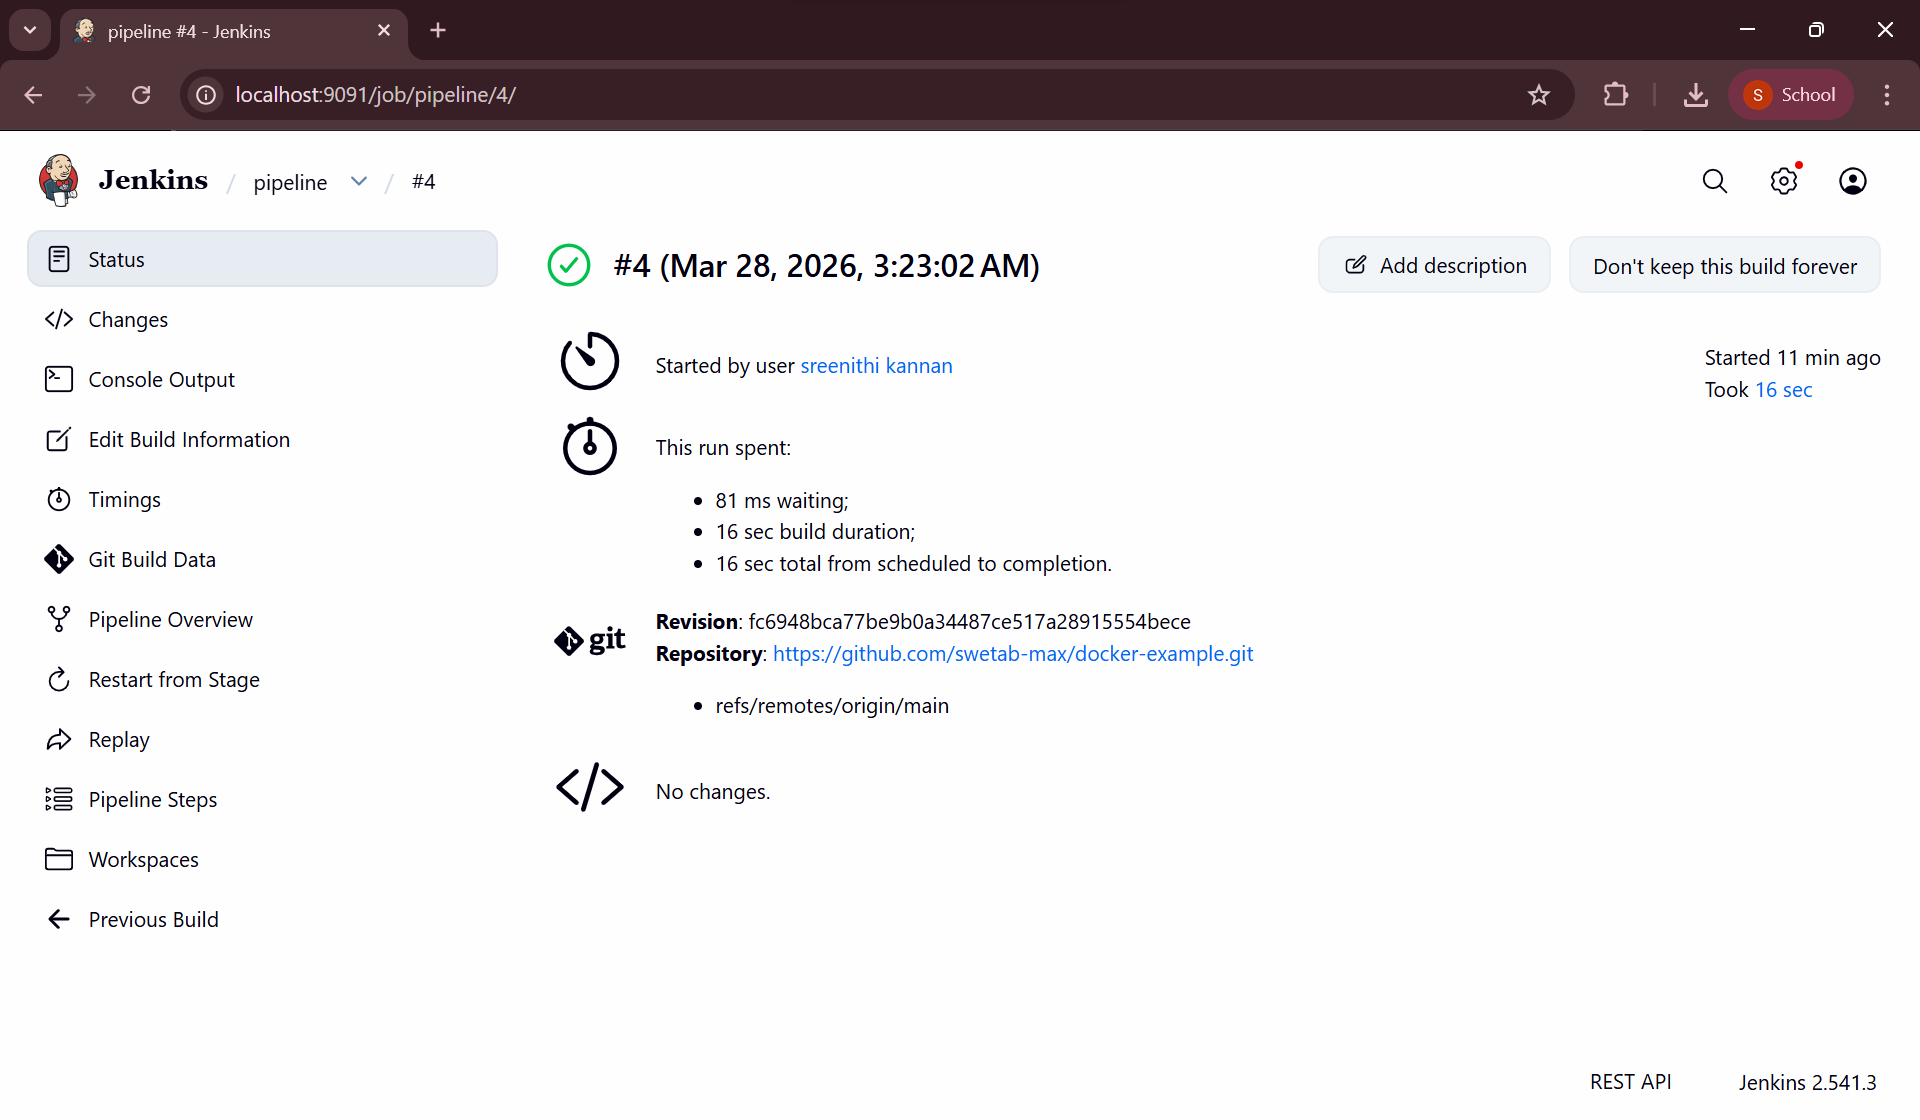 pipeline #4 - Jenkins
localhost:9091/job/pipeline/4/
S School
Jenkins / pipeline / #4
Status
Changes
Console Output
Edit Build Information
Timings
Git Build Data
Pipeline Overview
Restart from Stage
Replay
Pipeline Steps
Workspaces
Previous Build
#4 (Mar 28, 2026, 3:23:02 AM)
Add description
Don't keep this build forever
Started by user sreenithi kannan
Started 11 min ago
Took 16 sec
This run spent:
81 ms waiting;
16 sec build duration;
16 sec total from scheduled to completion.
git
Revision: fc6948bca77be9b0a34487ce517a28915554bece
Repository: https://github.com/swetab-max/docker-example.git
refs/remotes/origin/main
No changes.
REST API
Jenkins 2.541.3